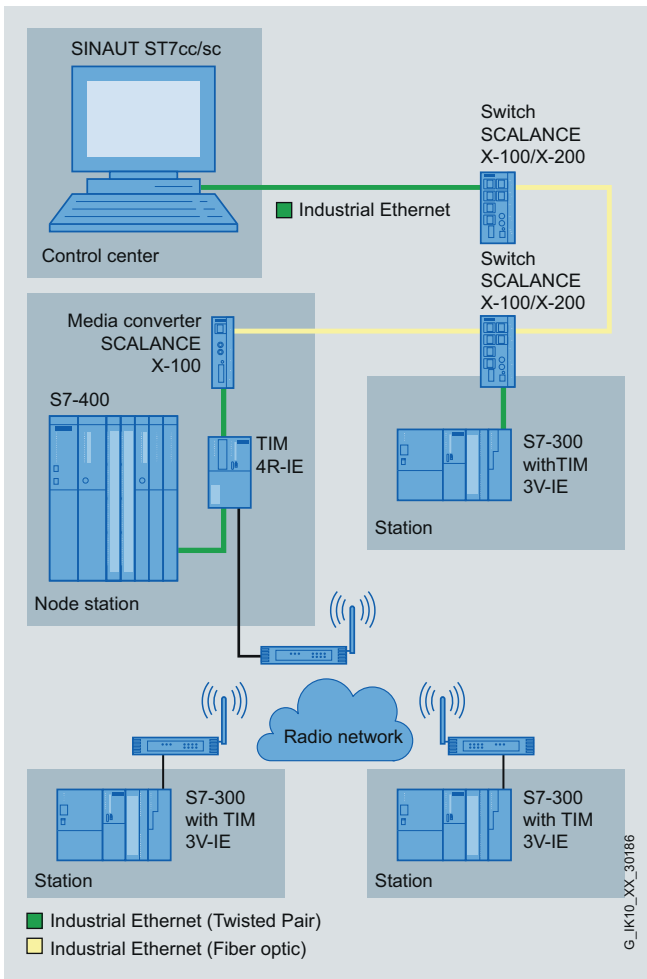 SINAUT ST7cc/sc
Control center
Industrial Ethernet
Switch
SCALANCE
X-100/X-200
Switch
SCALANCE
X-100/X-200
Media converter
SCALANCE
X-100
S7-400
TIM
4R-IE
Node station
S7-300
withTIM
3V-IE
Station
Radio network
S7-300
with TIM
3V-IE
Station
S7-300
with TIM
3V-IE
Station
Industrial Ethernet (Twisted Pair)
Industrial Ethernet (Fiber optic)
G_IK10_XX_30186